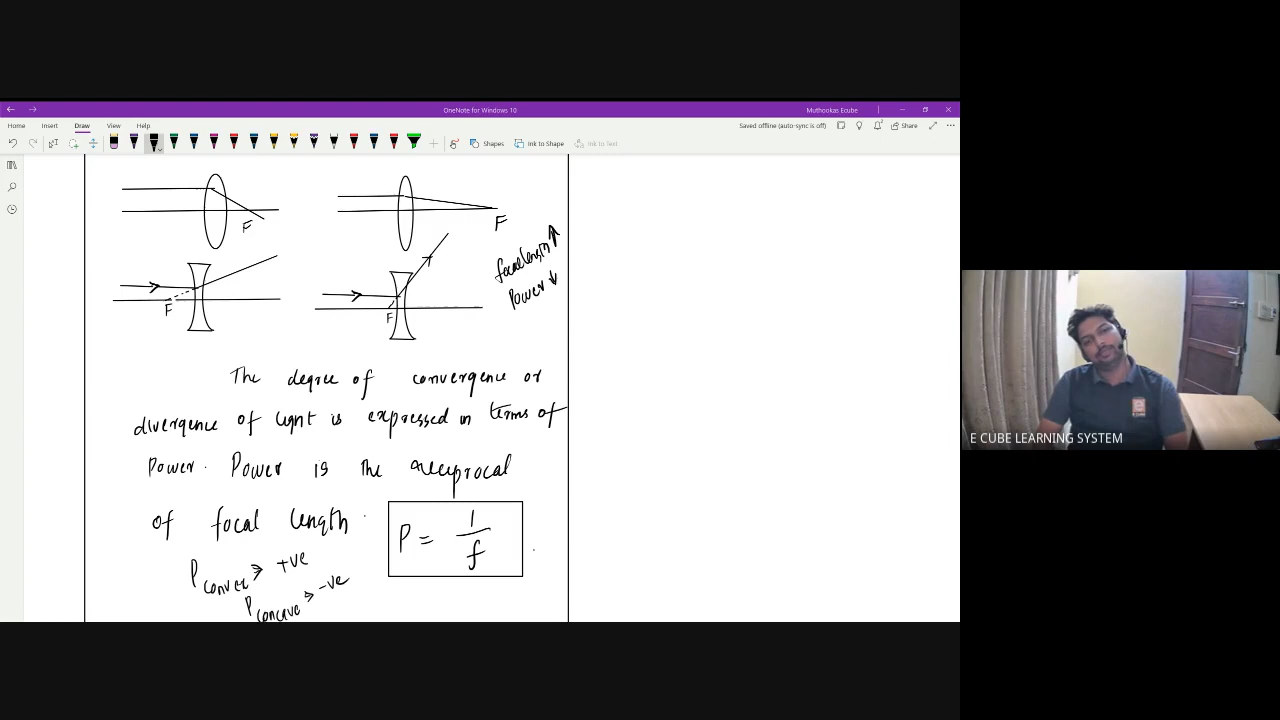 OneNote for Windows 10
Muthookas Ecube
Home Insert Draw View Help
Saved offline (auto-sync is off)
Share
Shapes
Ink to Shape
Ink to Text
F
F
focal length ↑
Power ↓
F
F
The degree of convergence or
divergence of light is expressed in terms of
Power. Power is the reciprocal
of focal length.
P = 1/f
P convex → +ve
P concave → -ve
E CUBE LEARNING SYSTEM